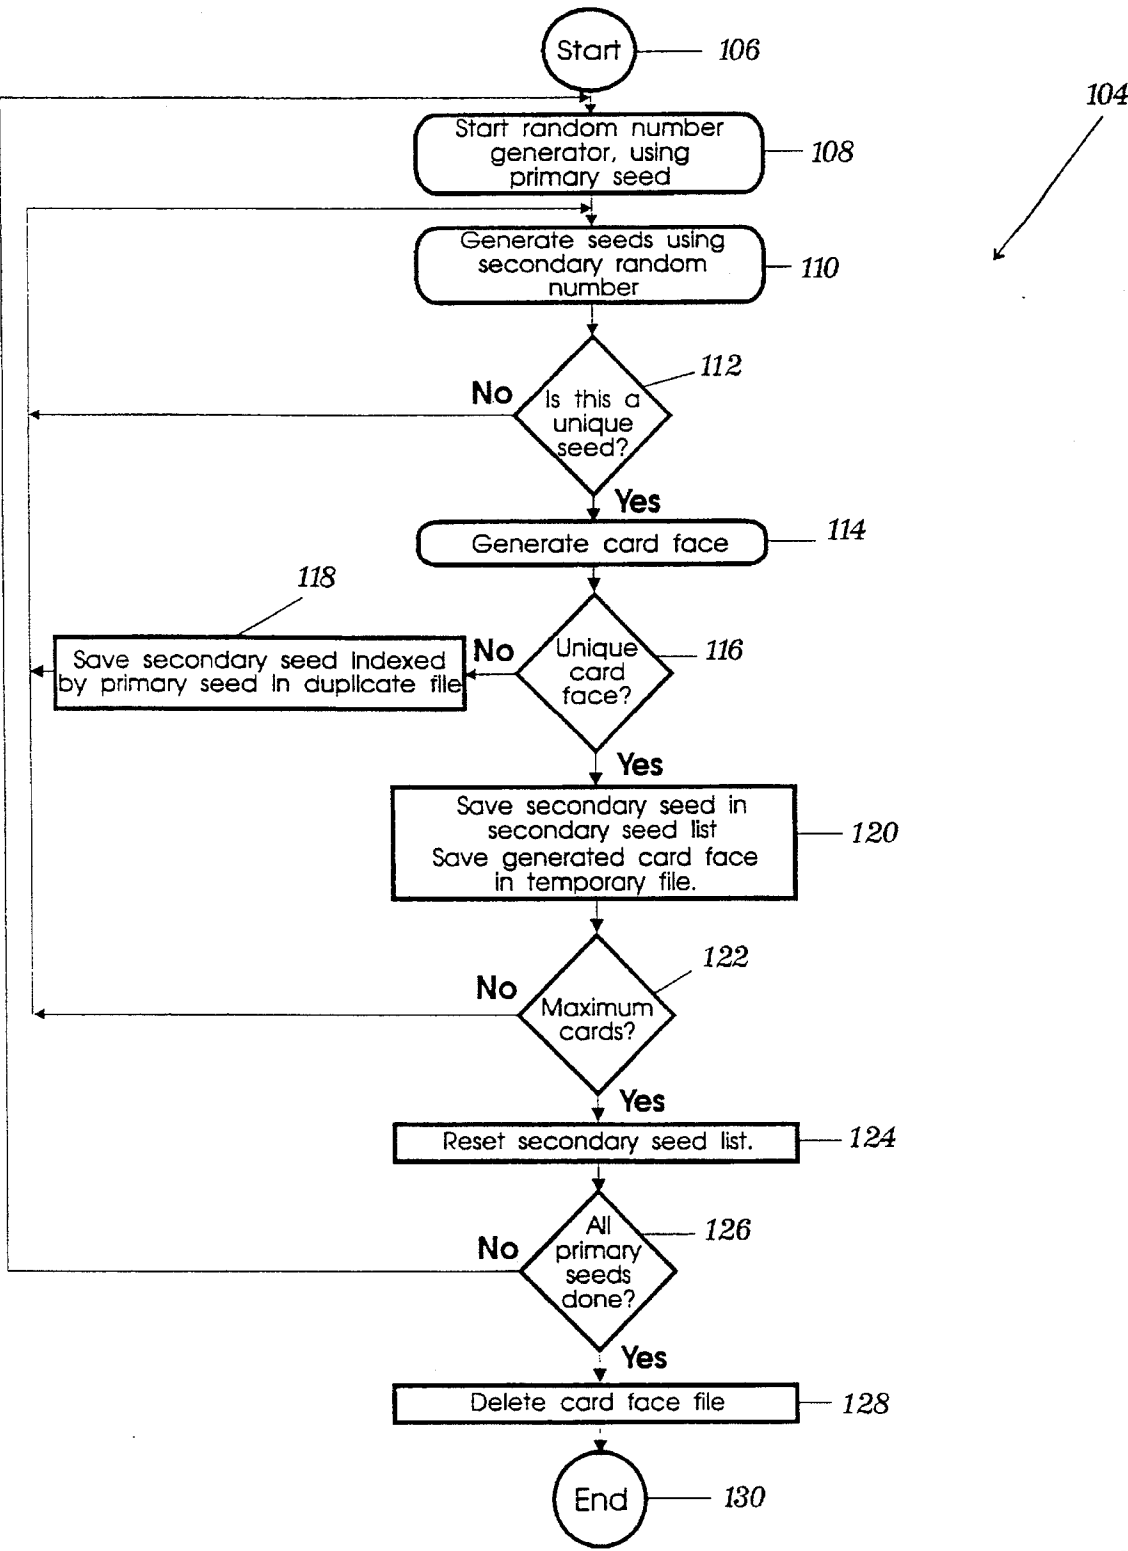 Start
106
104
Start random number
generator, using
primary seed
108
Generate seeds using
secondary random
number
110
112
No
Is this a
unique
seed?
Yes
Generate card face
114
118
Save secondary seed indexed
by primary seed in duplicate file
No
Unique
card
face?
116
Yes
Save secondary seed in
secondary seed list
Save generated card face
in temporary file.
120
122
No
Maximum
cards?
Yes
Reset secondary seed list.
124
No
All
primary
seeds
done?
126
Yes
Delete card face file
128
End
130